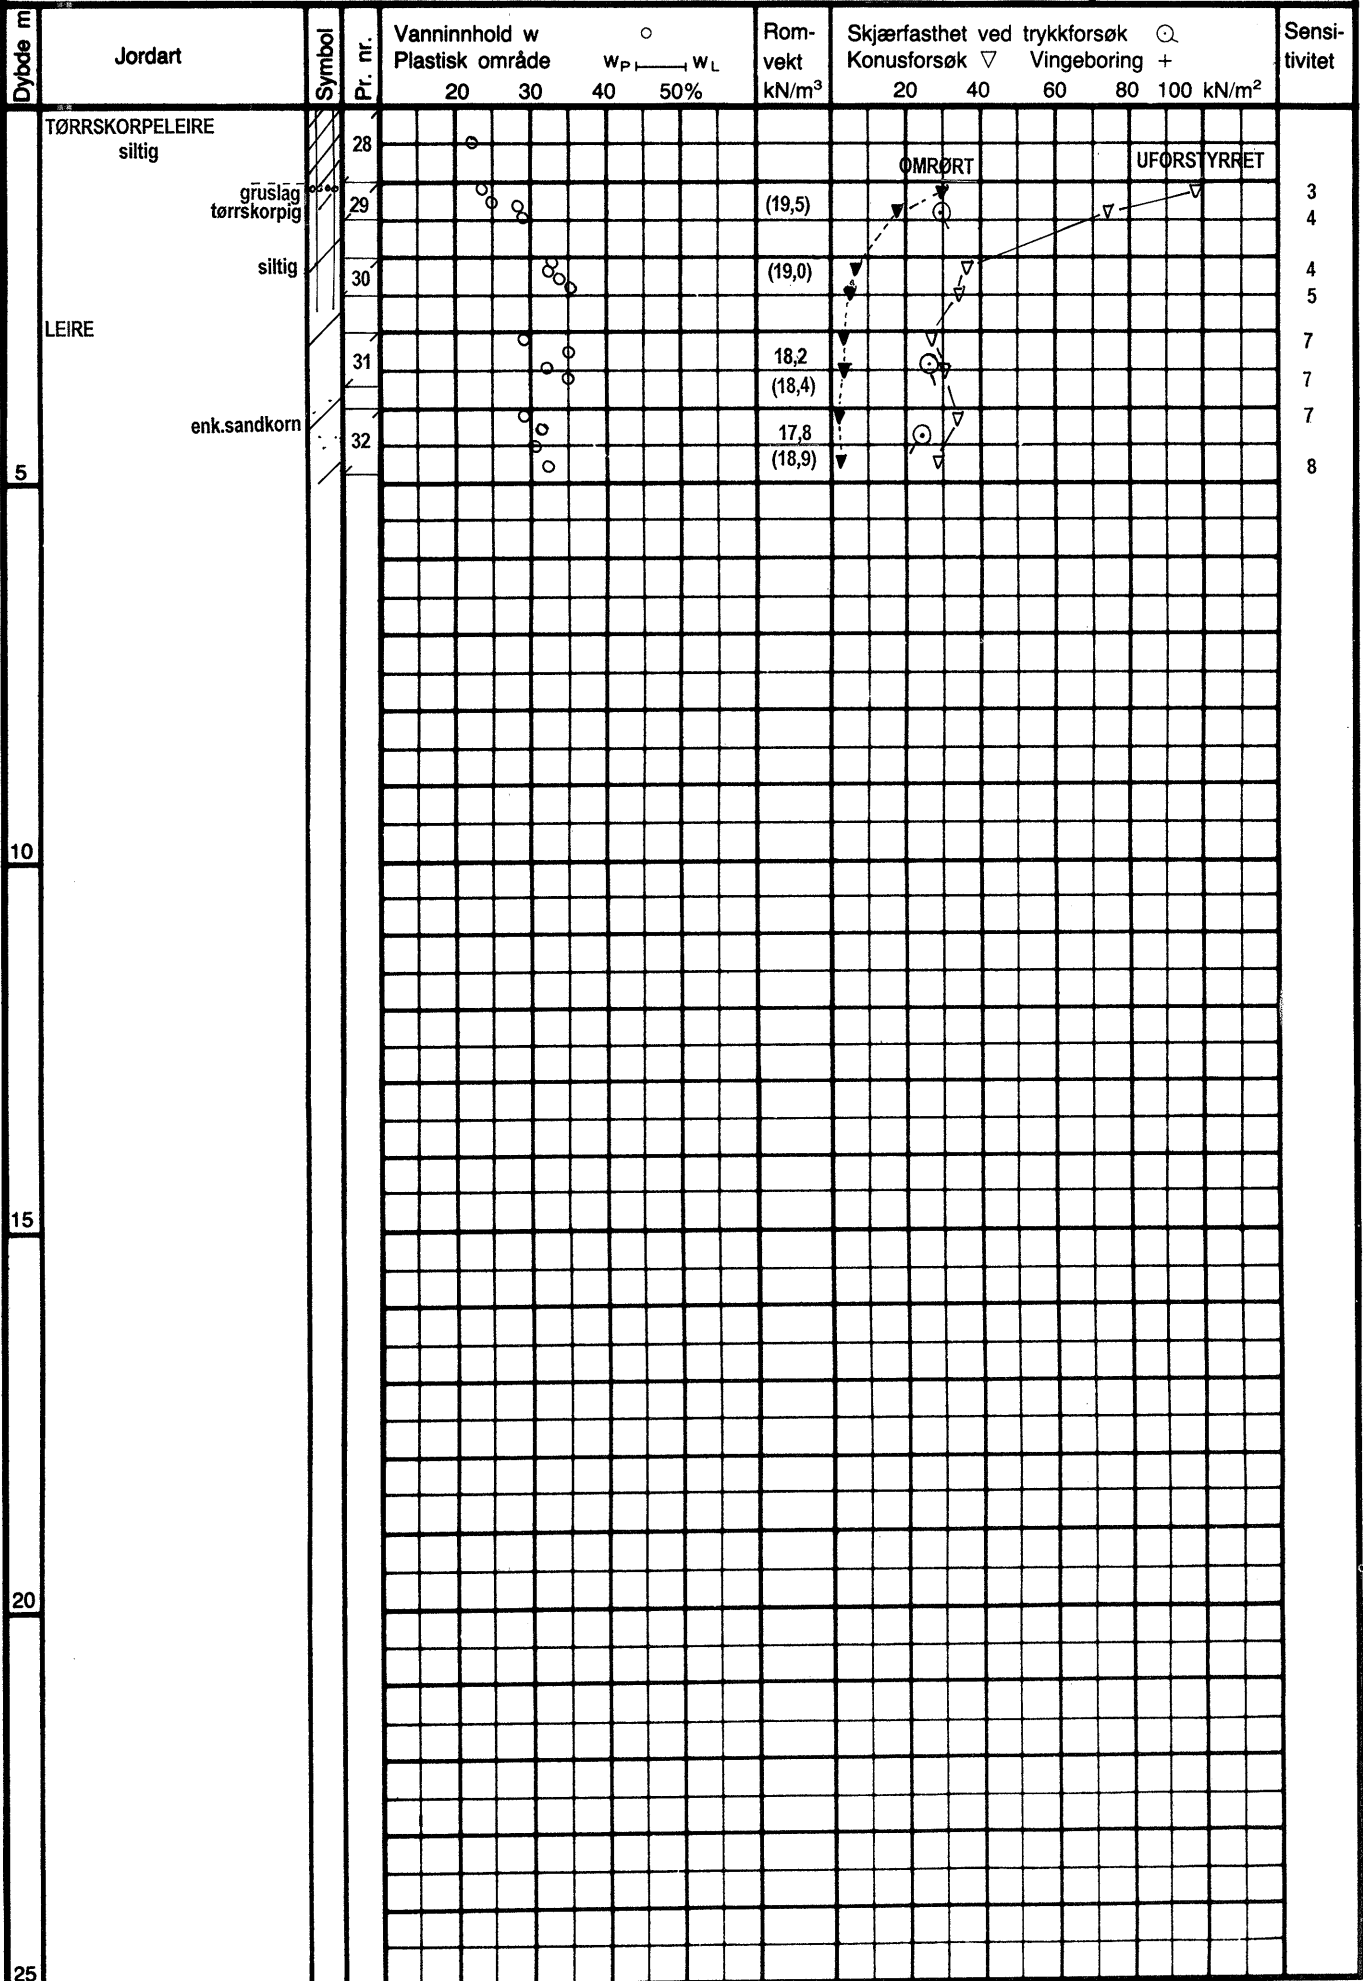 Dybde m
Jordart
Symbol
Pr. nr.
Vanninnhold w
Plastisk område wP wL
20 30 40 50%
Rom-
vekt
kN/m³
Skjærfasthet ved trykkforsøk
Konusforsøk ▽ Vingeboring +
20 40 60 80 100 kN/m²
Sensi-
tivitet
TØRRSKORPELEIRE
siltig
28
OMRØRT UFORSTYRRET
gruslag
tørrskorpig
29
(19,5)
3
4
siltig
30
(19,0)
4
5
LEIRE
31
18,2
(18,4)
7
7
enk.sandkorn
32
17,8
(18,9)
7
8
5
10
15
20
25